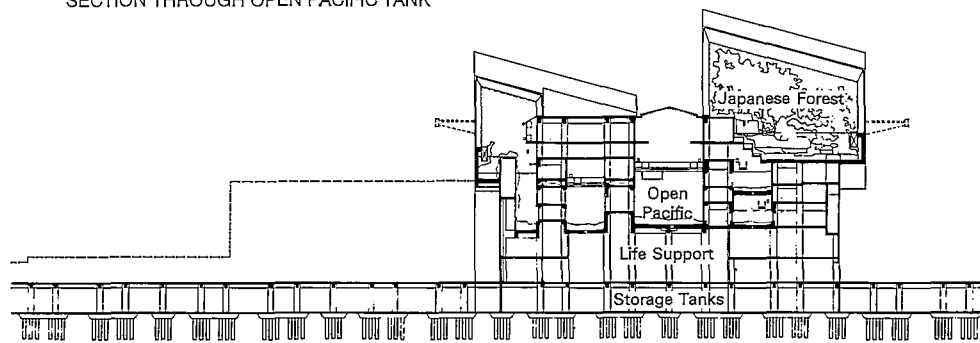 SECTION THROUGH OPEN PACIFIC TANK
Japanese Forest
Open
Pacific
Life Support
Storage Tanks